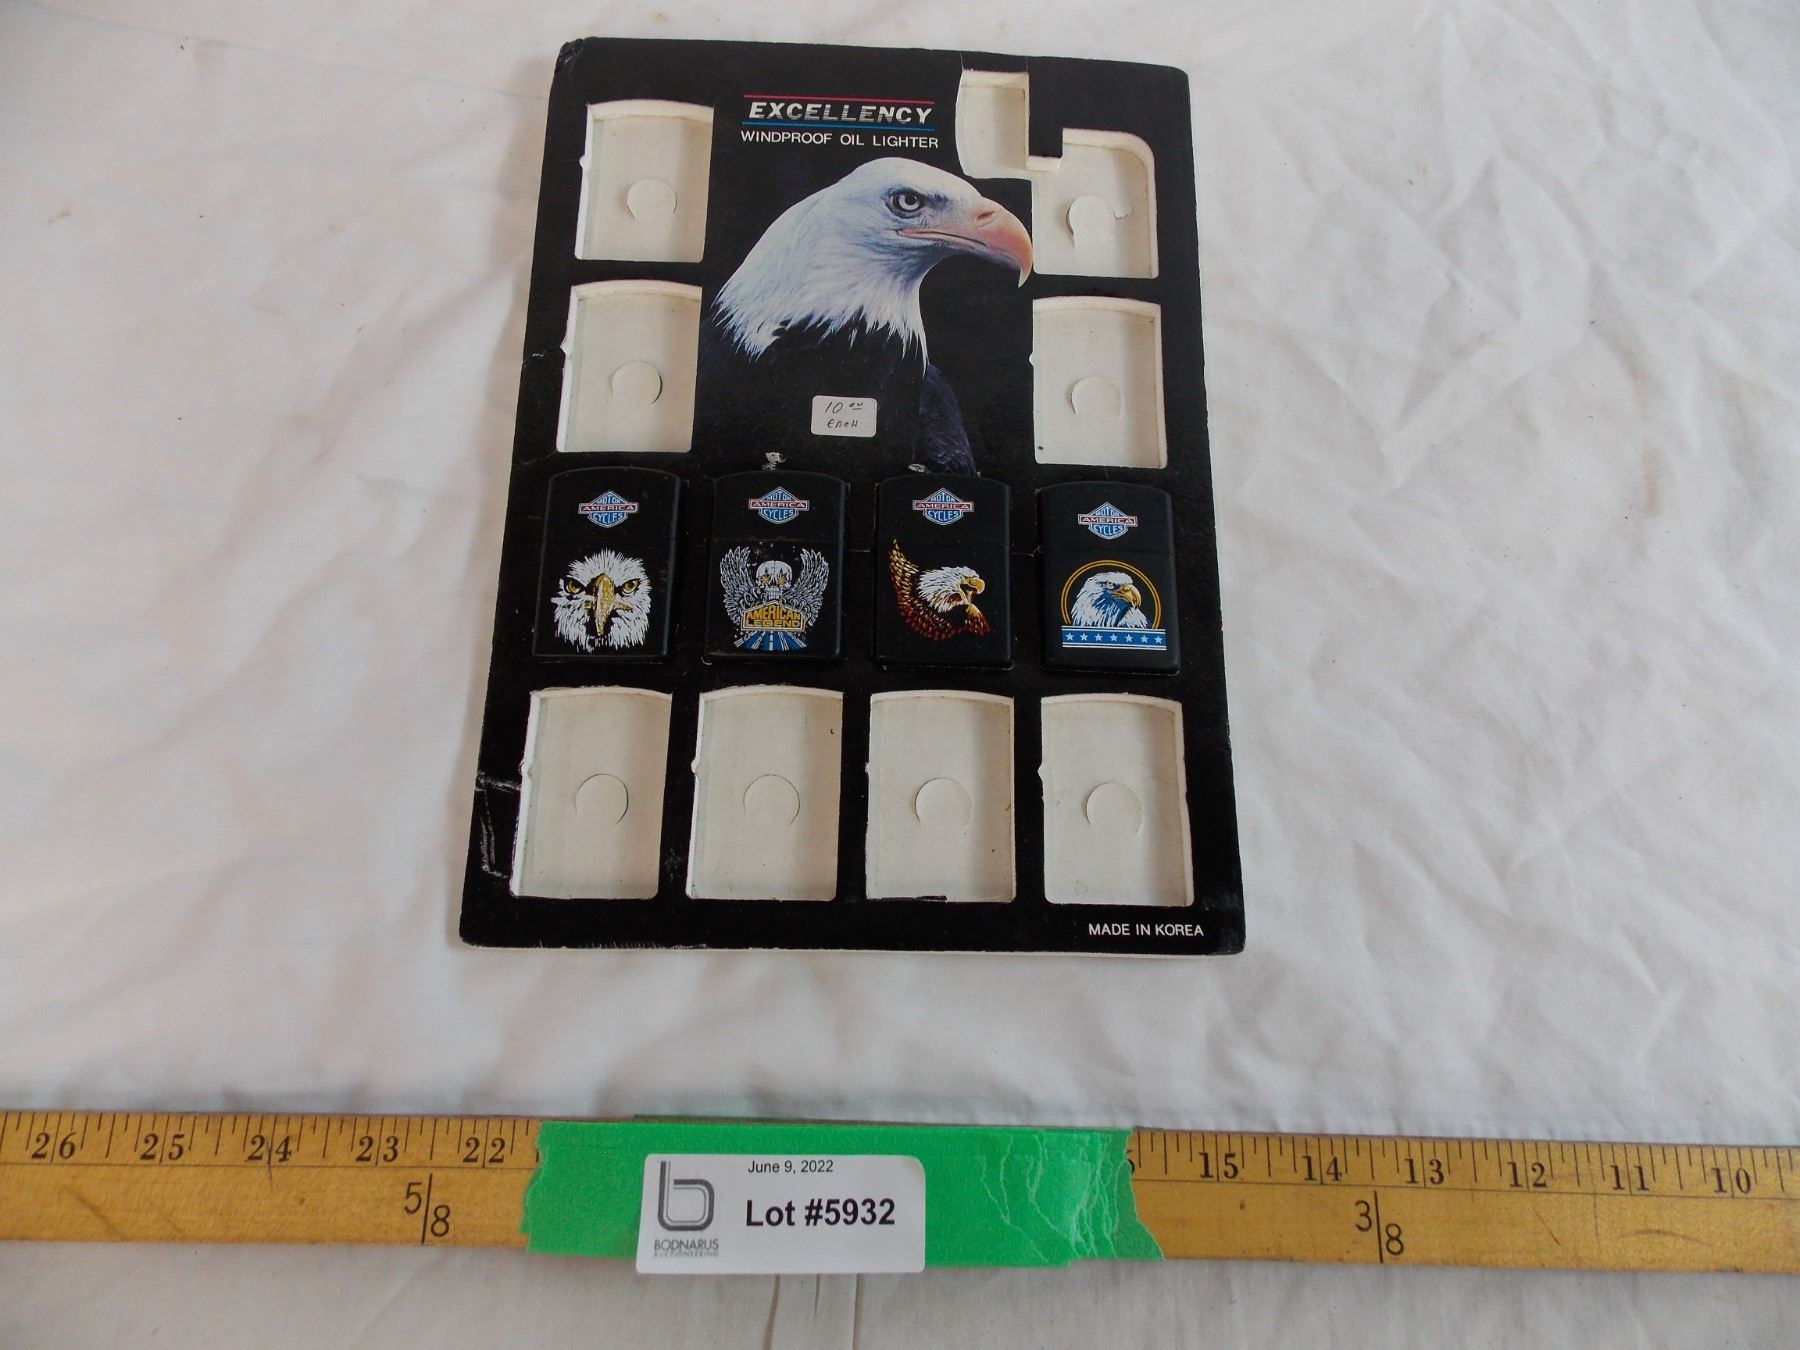 EXCELLENCY
WINDPROOF OIL LIGHTER
10 00
EACH
MOTOR
AMERICA
CYCLES
MOTOR
AMERICA
CYCLES
AMERICAN
LEGEND
MOTOR
AMERICA
CYCLES
MOTOR
AMERICA
CYCLES
MADE IN KOREA
26 25 24 23 22 15 14 13 12 11 10
5/8 3/8
June 9, 2022
Lot #5932
BODNARUS
AUCTIONEERING